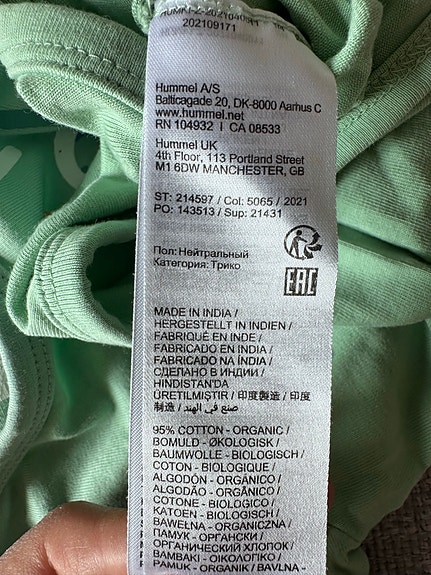 202109171
Hummel A/S
Balticagade 20, DK-8000 Aarhus C
www.hummel.net
RN 104932 | CA 08533
Hummel UK
4th Floor, 113 Portland Street
M1 6DW MANCHESTER, GB
ST: 214597 / Col: 5065 / 2021
PO: 143513 / Sup: 21431
Пол: Нейтральный
Категория: Трико
EAC
MADE IN INDIA /
HERGESTELLT IN INDIEN /
FABRIQUÉ EN INDE /
FABRICADO EN INDIA /
FABRICADO NA ÍNDIA /
СДЕЛАНО В ИНДИИ /
HINDISTAN'DA
ÜRETILMIŞTIR / 印度製造 / 印度
制造 / صنع في الهند /
95% COTTON - ORGANIC /
BOMULD - ØKOLOGISK /
BAUMWOLLE - BIOLOGISCH /
COTON - BIOLOGIQUE /
ALGODÓN - ORGÁNICO /
ALGODÃO - ORGÂNICO /
COTONE - BIOLOGICO /
KATOEN - BIOLOGISCH /
BAWEŁNA - ORGANICZNA /
ПАМУК - ОРГАНСКИ /
ОРГАНИЧЕСКИЙ ХЛОПОК /
ΒΑΜΒΑΚΙ - ΟΙΚΟΛΟΓΙΚΟ /
PAMUK - ORGANIK / BAVLNA -